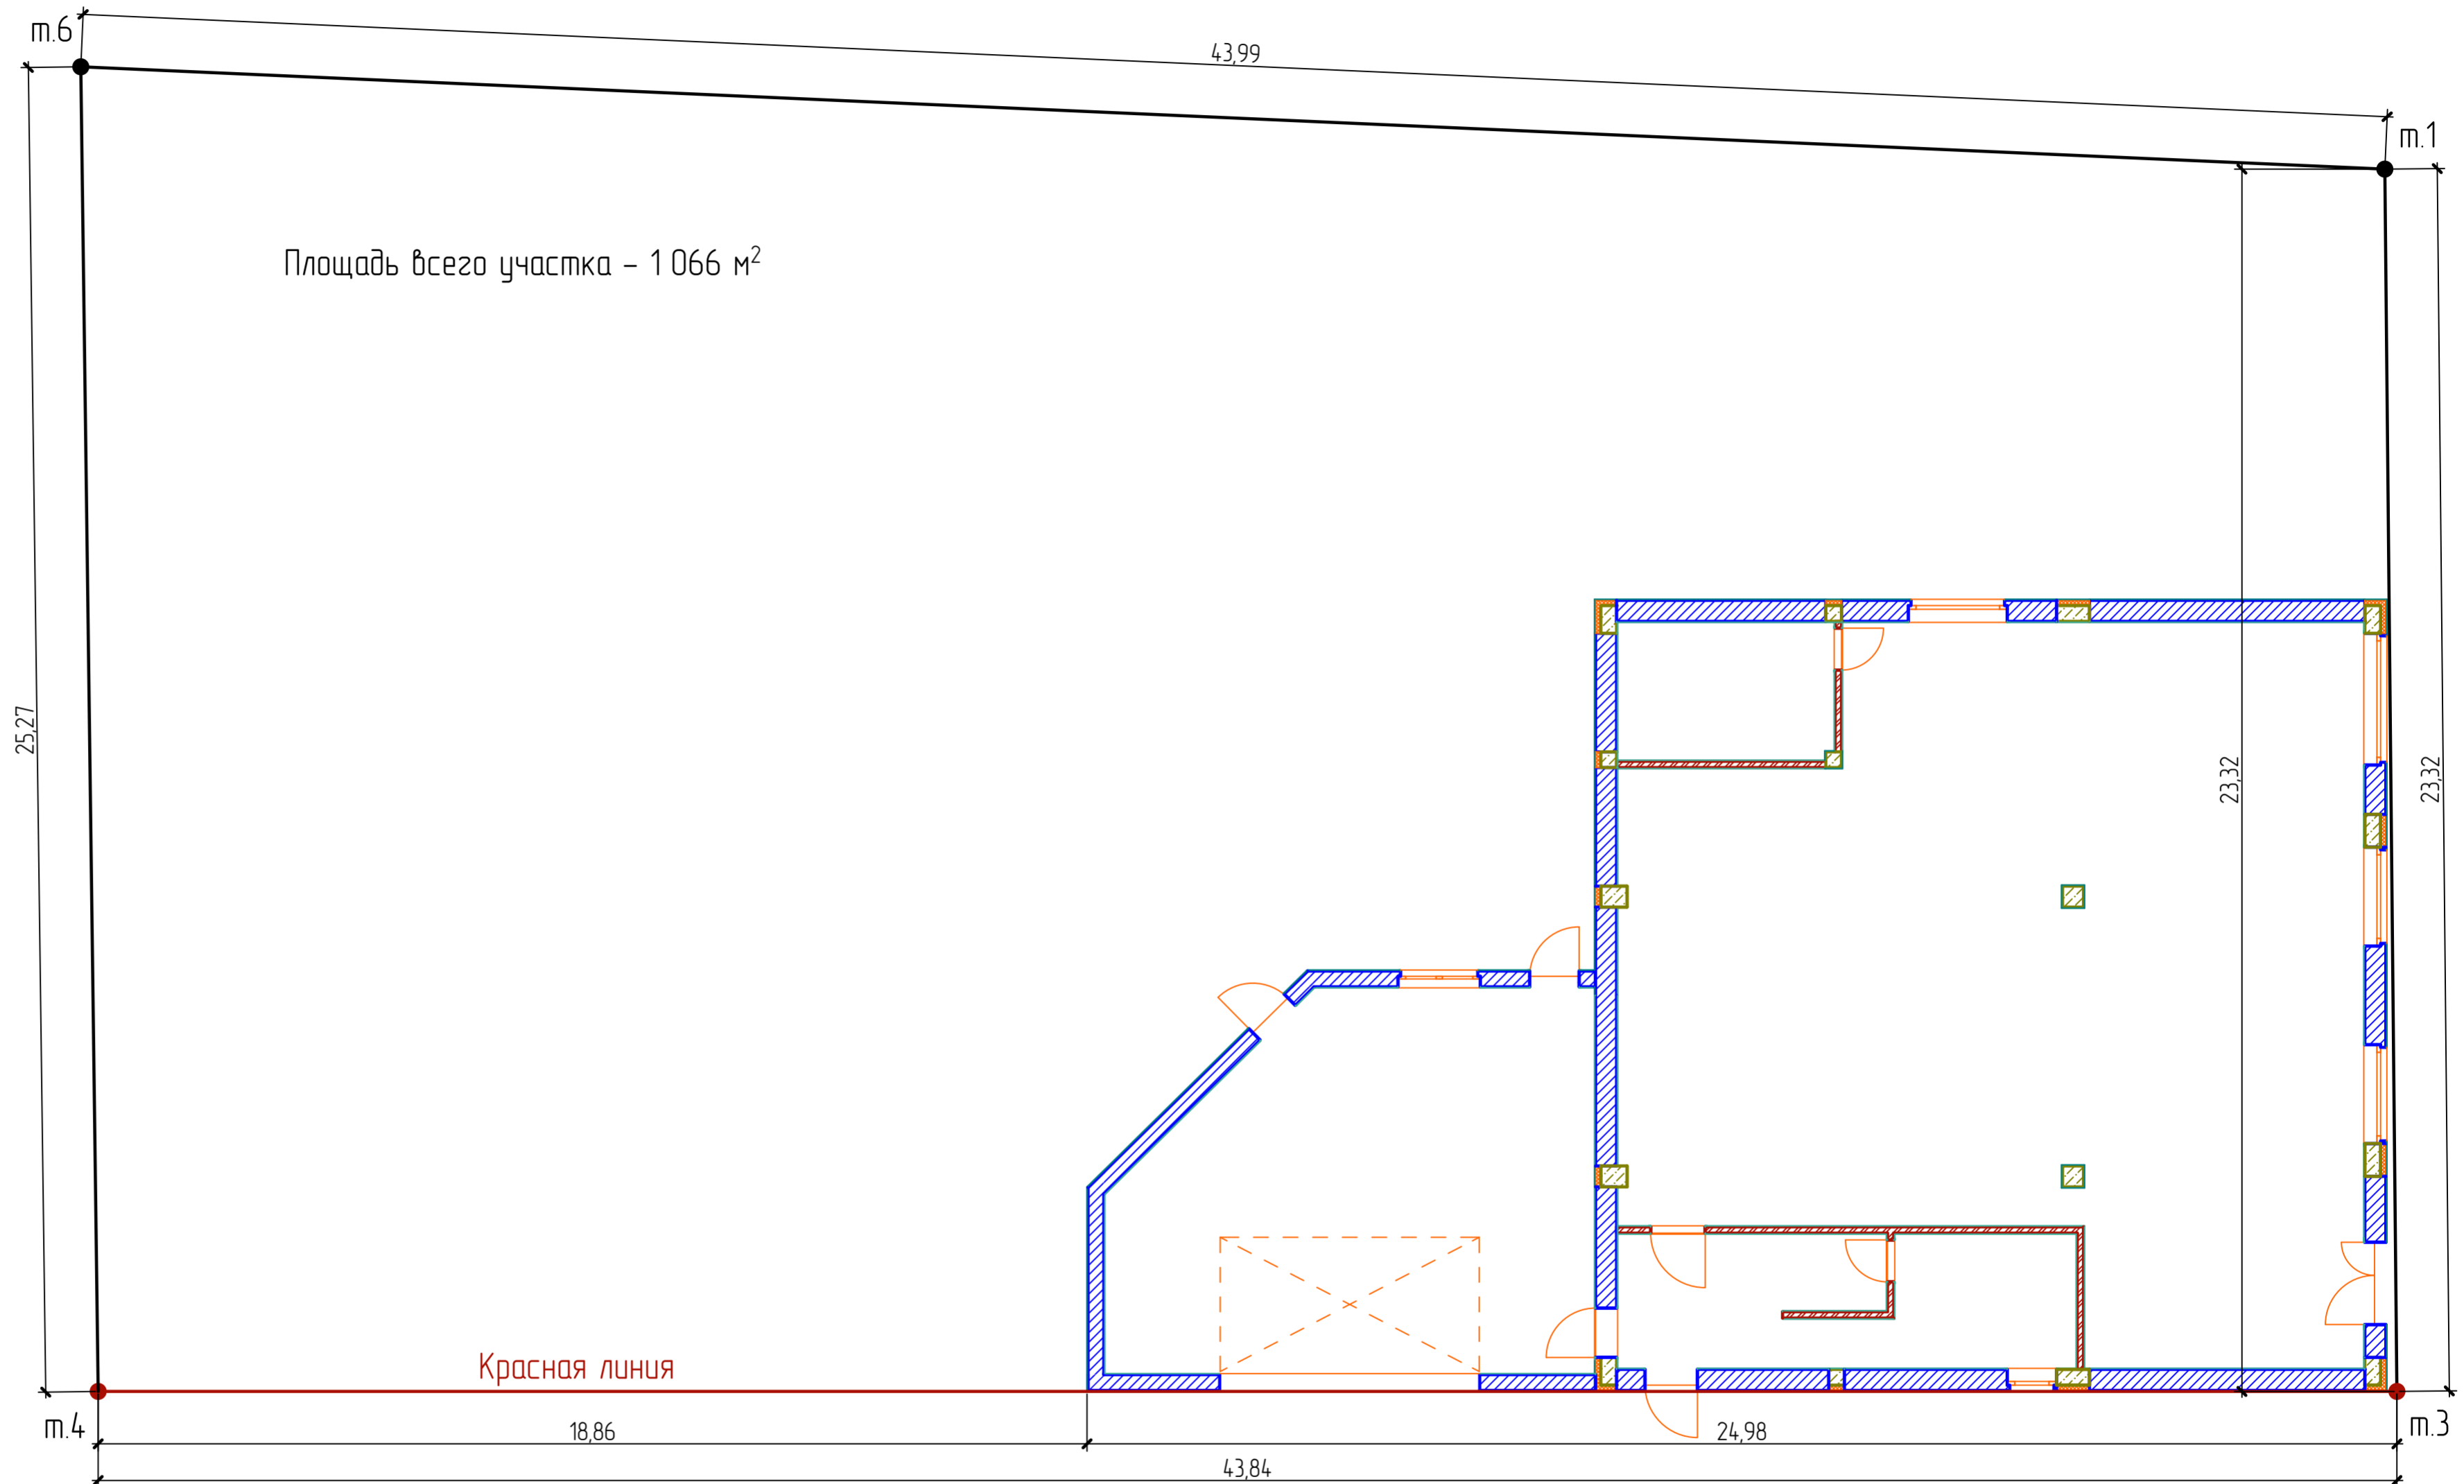 т.6
43,99
т.1
Площадь всего участка – 1 066 м²
25,27
23,32
23,32
Красная линия
т.4
18,86
24,98
т.3
43,84